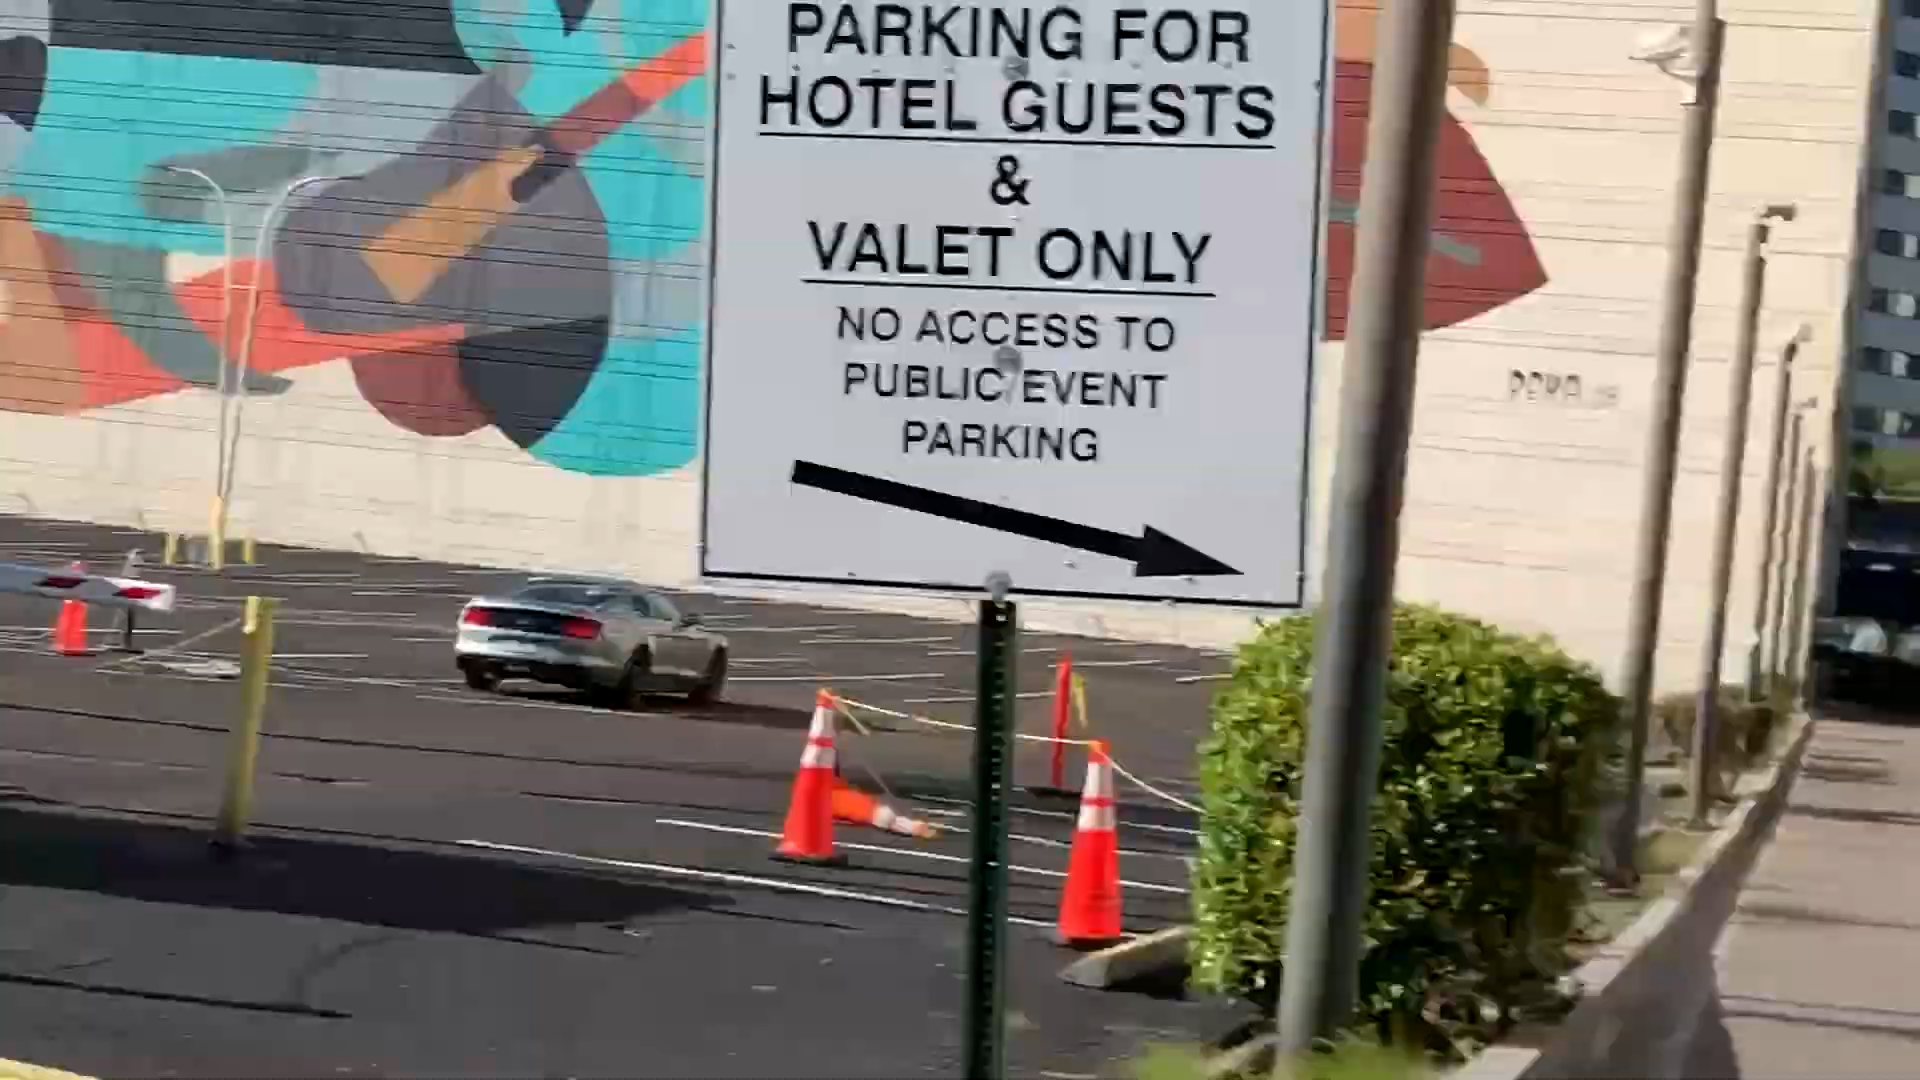 PARKING FOR
HOTEL GUESTS
&
VALET ONLY
NO ACCESS TO
PUBLIC/EVENT
PARKING